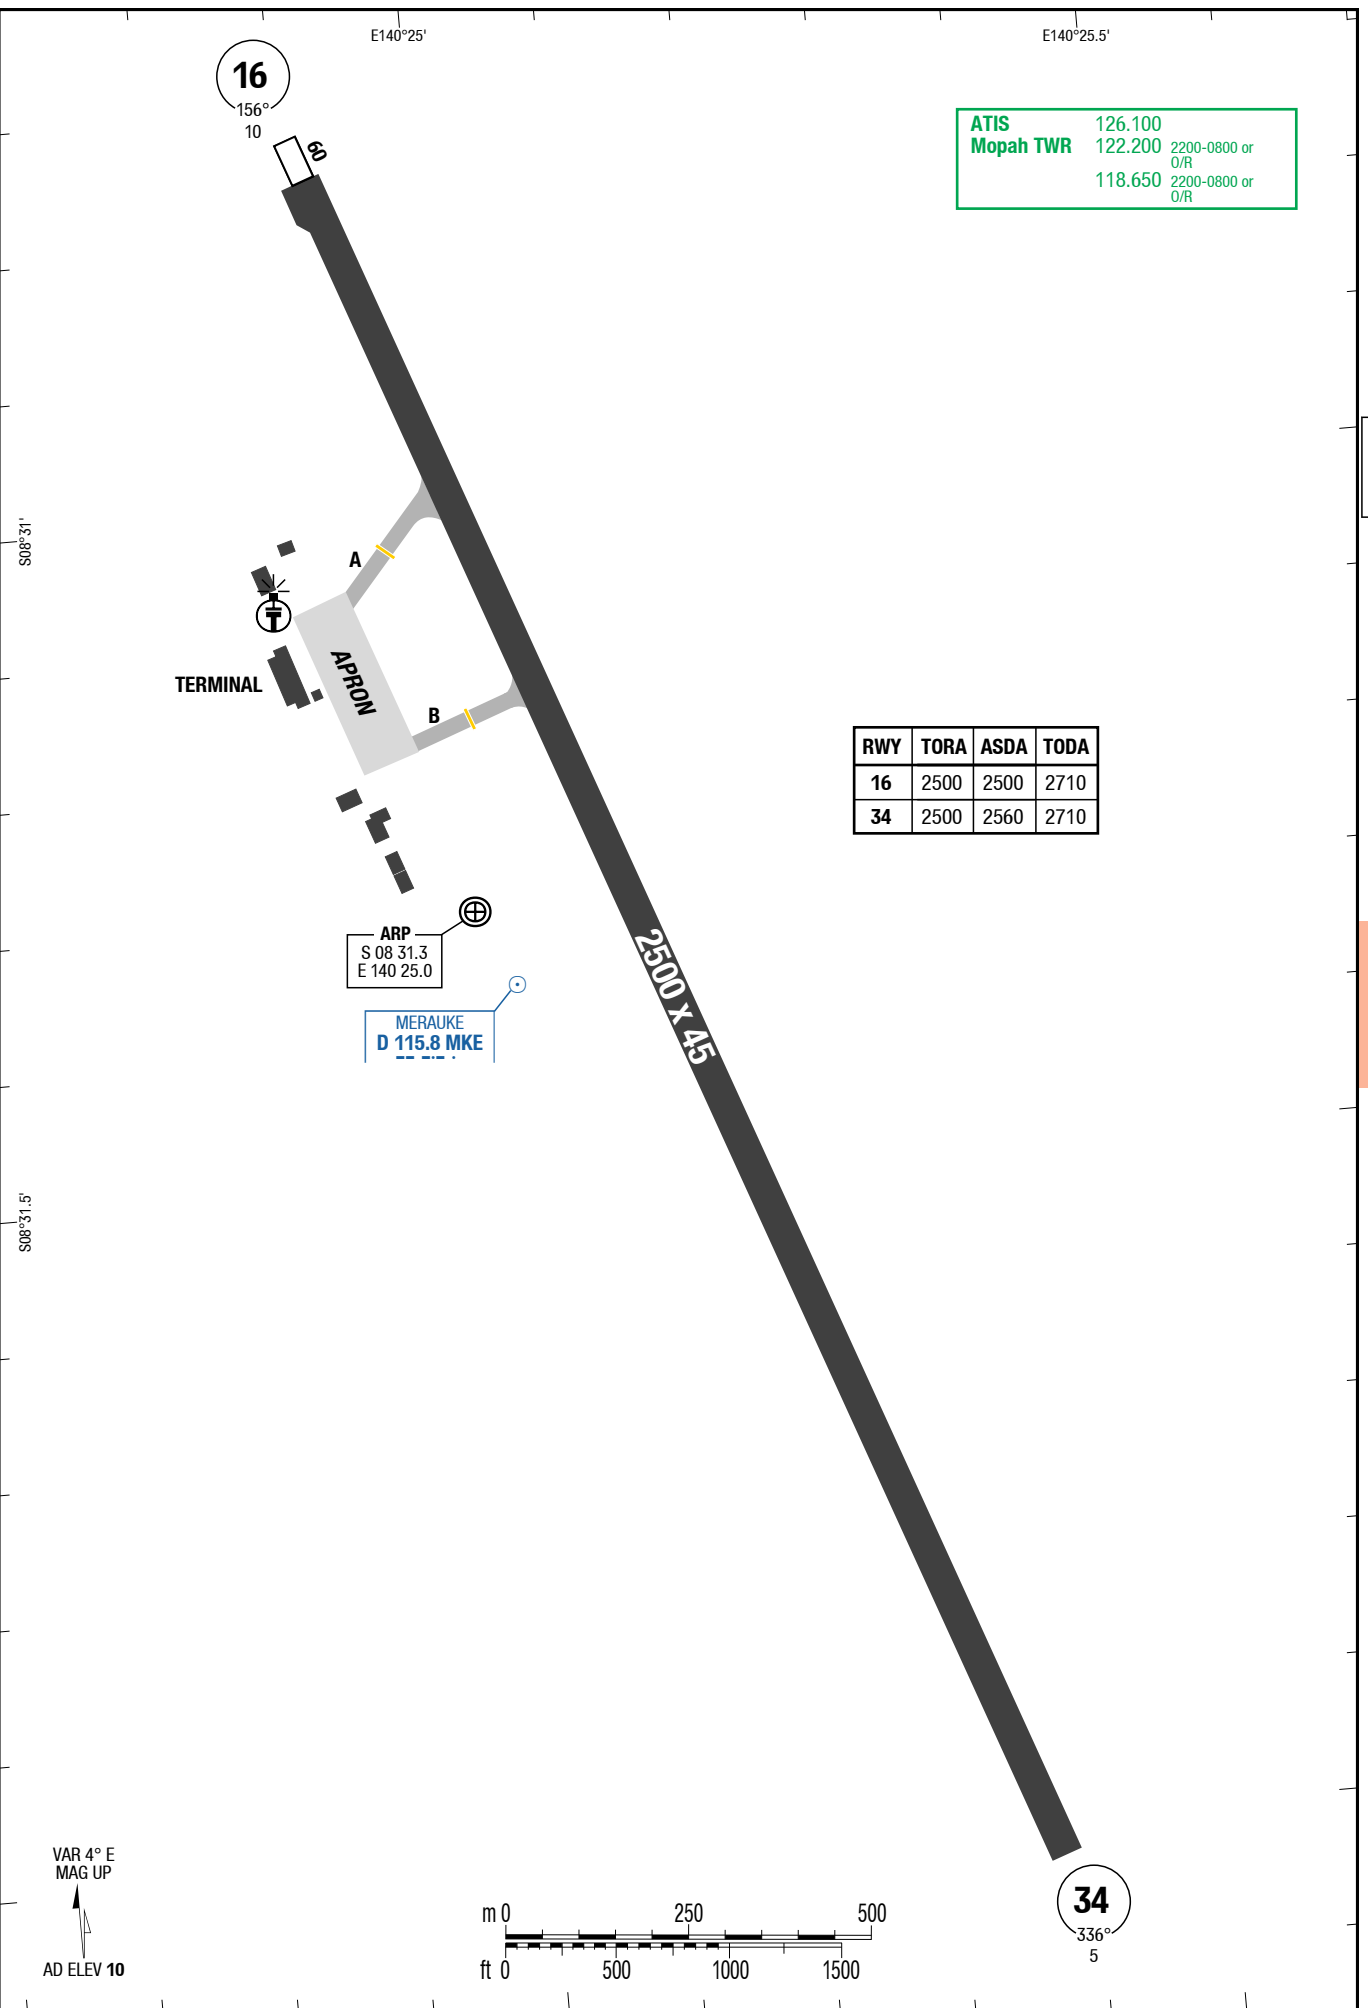 E140°25'
E140°25.5'
16
156°
10
60
ATIS 126.100
Mopah TWR 122.200 2200-0800 or
O/R
118.650 2200-0800 or
O/R
S08°31'
A
TERMINAL
APRON
B
RWY TORA ASDA TODA
16 2500 2500 2710
34 2500 2560 2710
ARP
S 08 31.3
E 140 25.0
2500 x 45
MERAUKE
D 115.8 MKE
S08°31.5'
VAR 4° E
MAG UP
AD ELEV 10
m 0 250 500
ft 0 500 1000 1500
34
336°
5